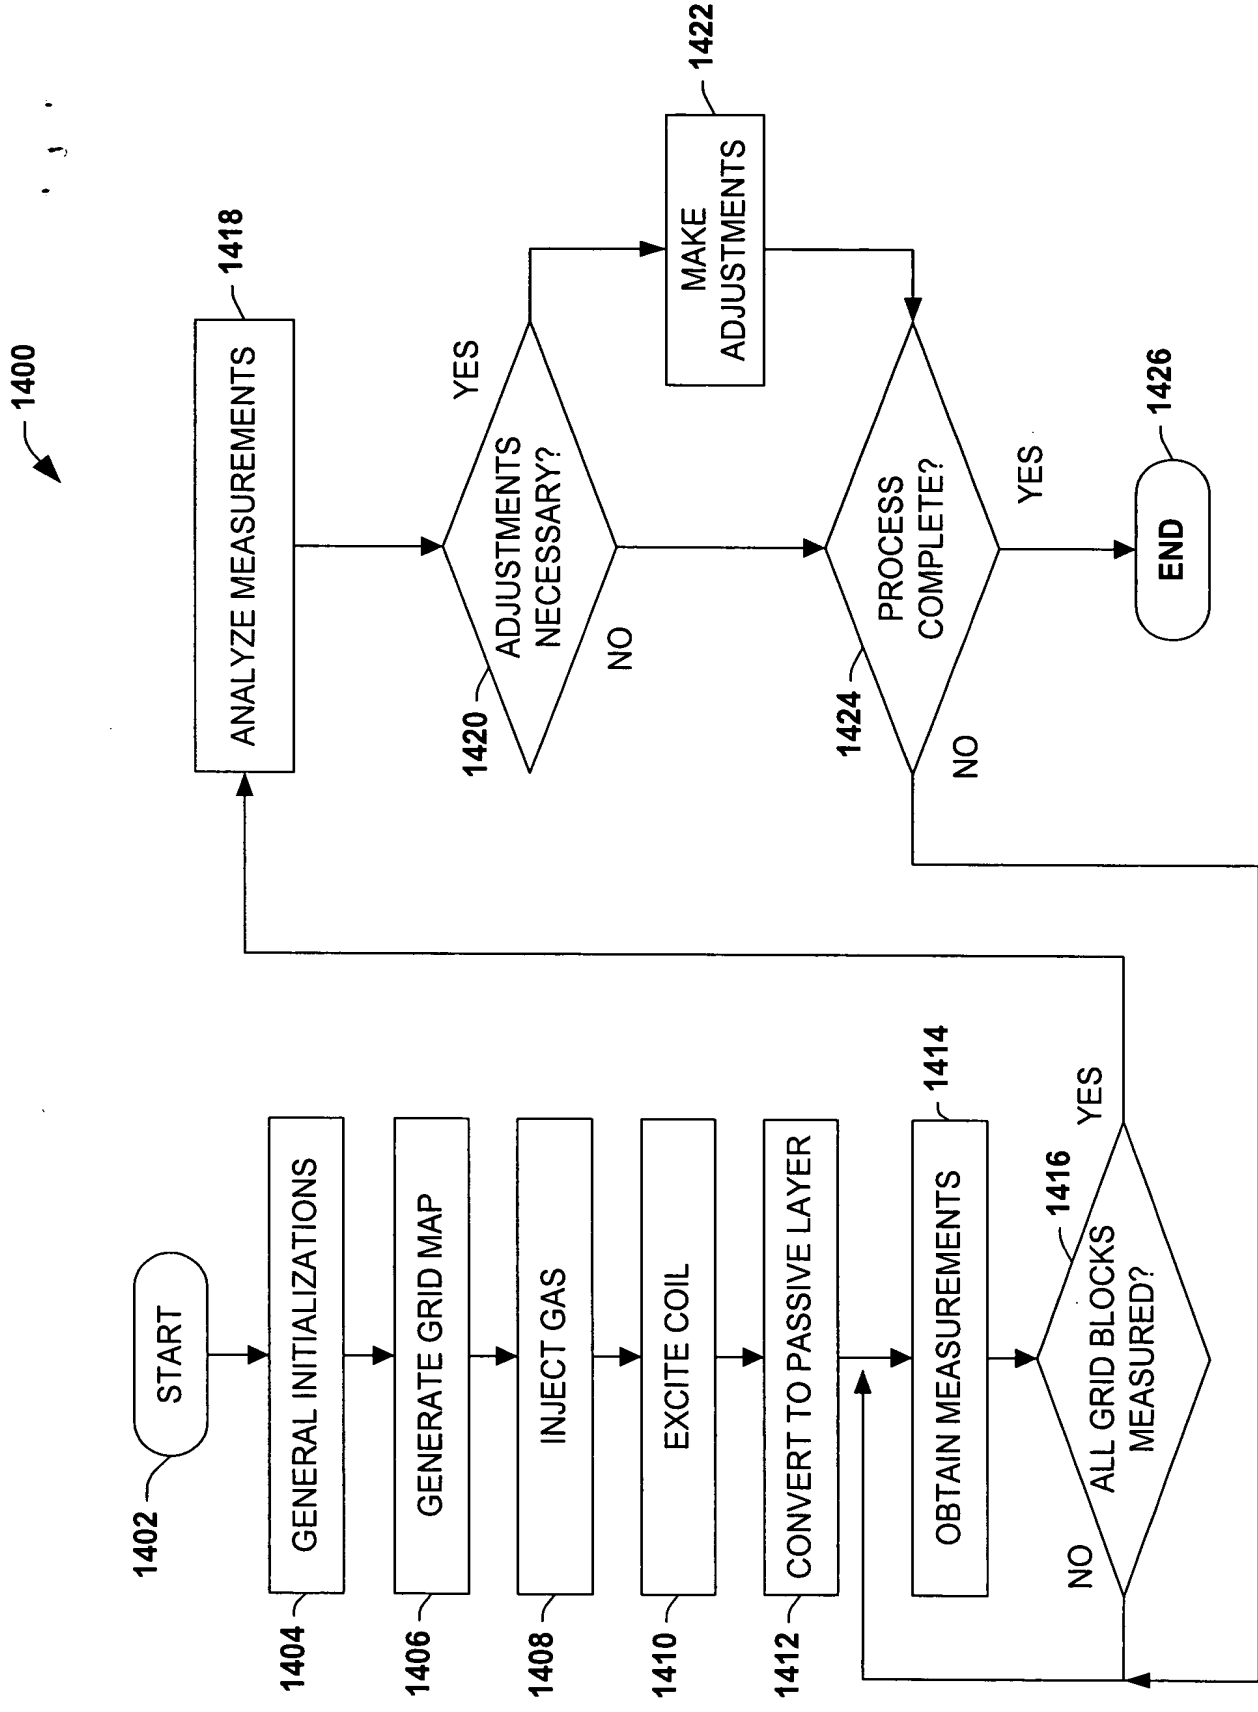 1400
START
1402
GENERAL INITIALIZATIONS
1404
GENERATE GRID MAP
1406
INJECT GAS
1408
EXCITE COIL
1410
CONVERT TO PASSIVE LAYER
1412
OBTAIN MEASUREMENTS
1414
ALL GRID BLOCKS
MEASURED?
1416
NO
YES
ANALYZE MEASUREMENTS
1418
ADJUSTMENTS
NECESSARY?
1420
YES
NO
MAKE
ADJUSTMENTS
1422
PROCESS
COMPLETE?
1424
NO
YES
END
1426